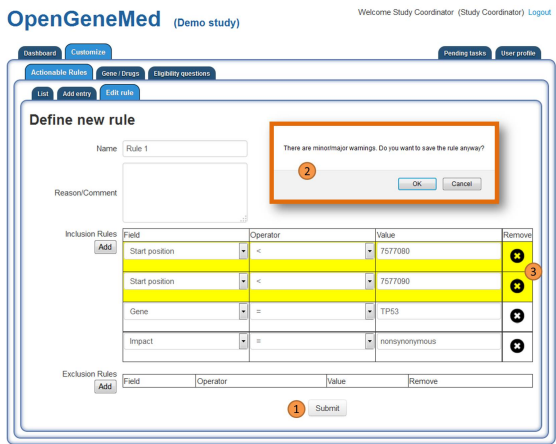 OpenGeneMed (Demo study)
Welcome Study Coordinator (Study Coordinator) Logout
Dashboard Customize Pending tasks User profile
Actionable Rules Gene / Drugs Eligibility questions
List Add entry Edit rule
Define new rule
Name Rule 1
There are minor/major warnings. Do you want to save the rule anyway?
2
OK Cancel
Reason/Comment
Inclusion Rules Field Operator Value Remove
Add
Start position < 7577080
3
Start position < 7577090
Gene = TP53
Impact = nonsynonymous
Exclusion Rules
Add Field Operator Value Remove
1 Submit